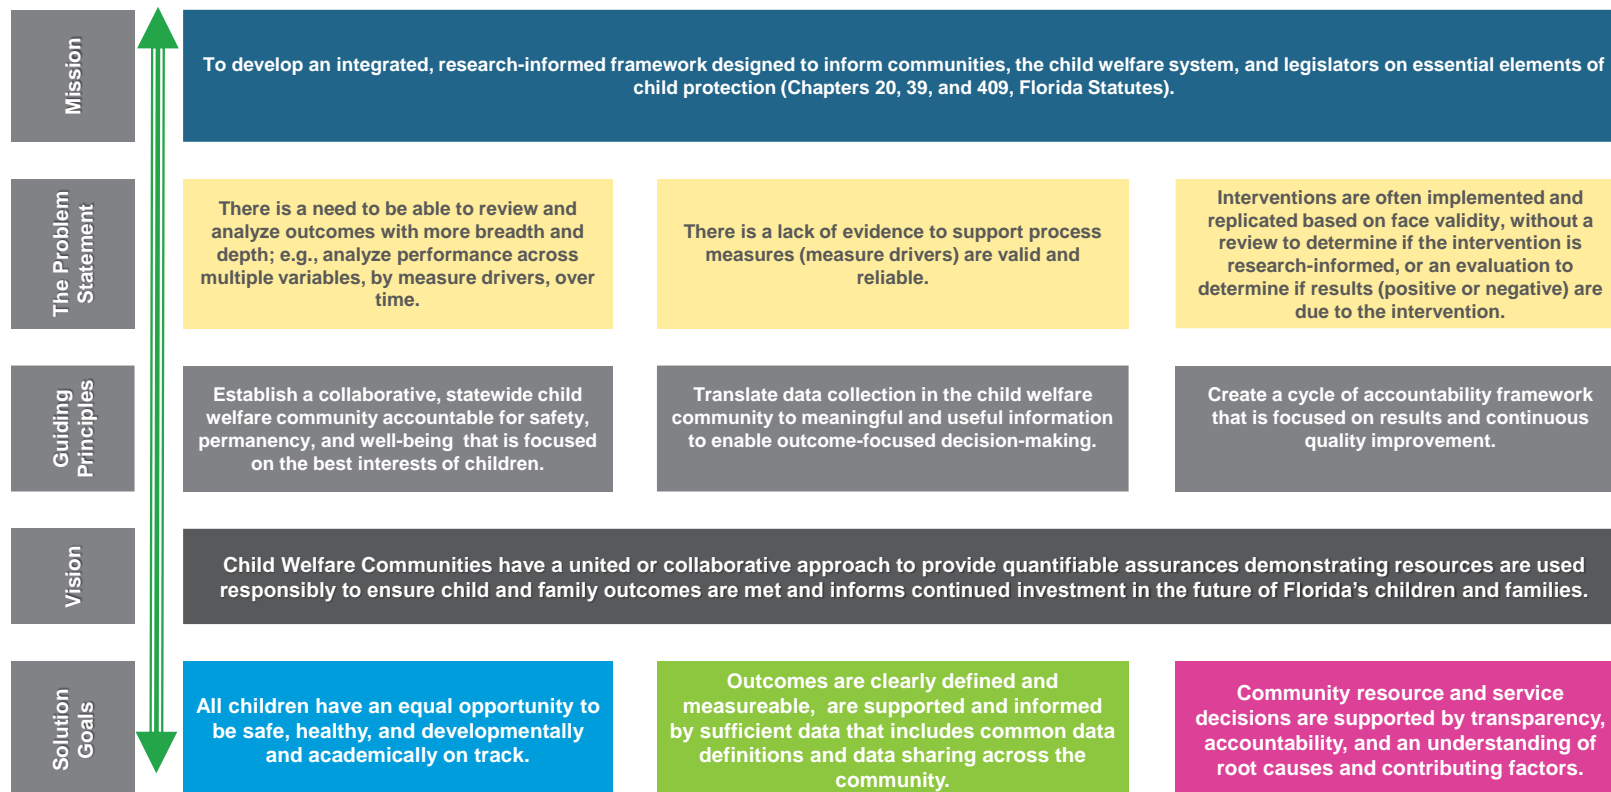 Mission
To develop an integrated, research-informed framework designed to inform communities, the child welfare system, and legislators on essential elements of
child protection (Chapters 20, 39, and 409, Florida Statutes).
The Problem
Statement
There is a need to be able to review and
analyze outcomes with more breadth and
depth; e.g., analyze performance across
multiple variables, by measure drivers, over
time.
There is a lack of evidence to support process
measures (measure drivers) are valid and
reliable.
Interventions are often implemented and
replicated based on face validity, without a
review to determine if the intervention is
research-informed, or an evaluation to
determine if results (positive or negative) are
due to the intervention.
Guiding
Principles
Establish a collaborative, statewide child
welfare community accountable for safety,
permanency, and well-being that is focused
on the best interests of children.
Translate data collection in the child welfare
community to meaningful and useful information
to enable outcome-focused decision-making.
Create a cycle of accountability framework
that is focused on results and continuous
quality improvement.
Vision
Child Welfare Communities have a united or collaborative approach to provide quantifiable assurances demonstrating resources are used
responsibly to ensure child and family outcomes are met and informs continued investment in the future of Florida's children and families.
Solution
Goals
All children have an equal opportunity to
be safe, healthy, and developmentally
and academically on track.
Outcomes are clearly defined and
measureable, are supported and informed
by sufficient data that includes common data
definitions and data sharing across the
community.
Community resource and service
decisions are supported by transparency,
accountability, and an understanding of
root causes and contributing factors.